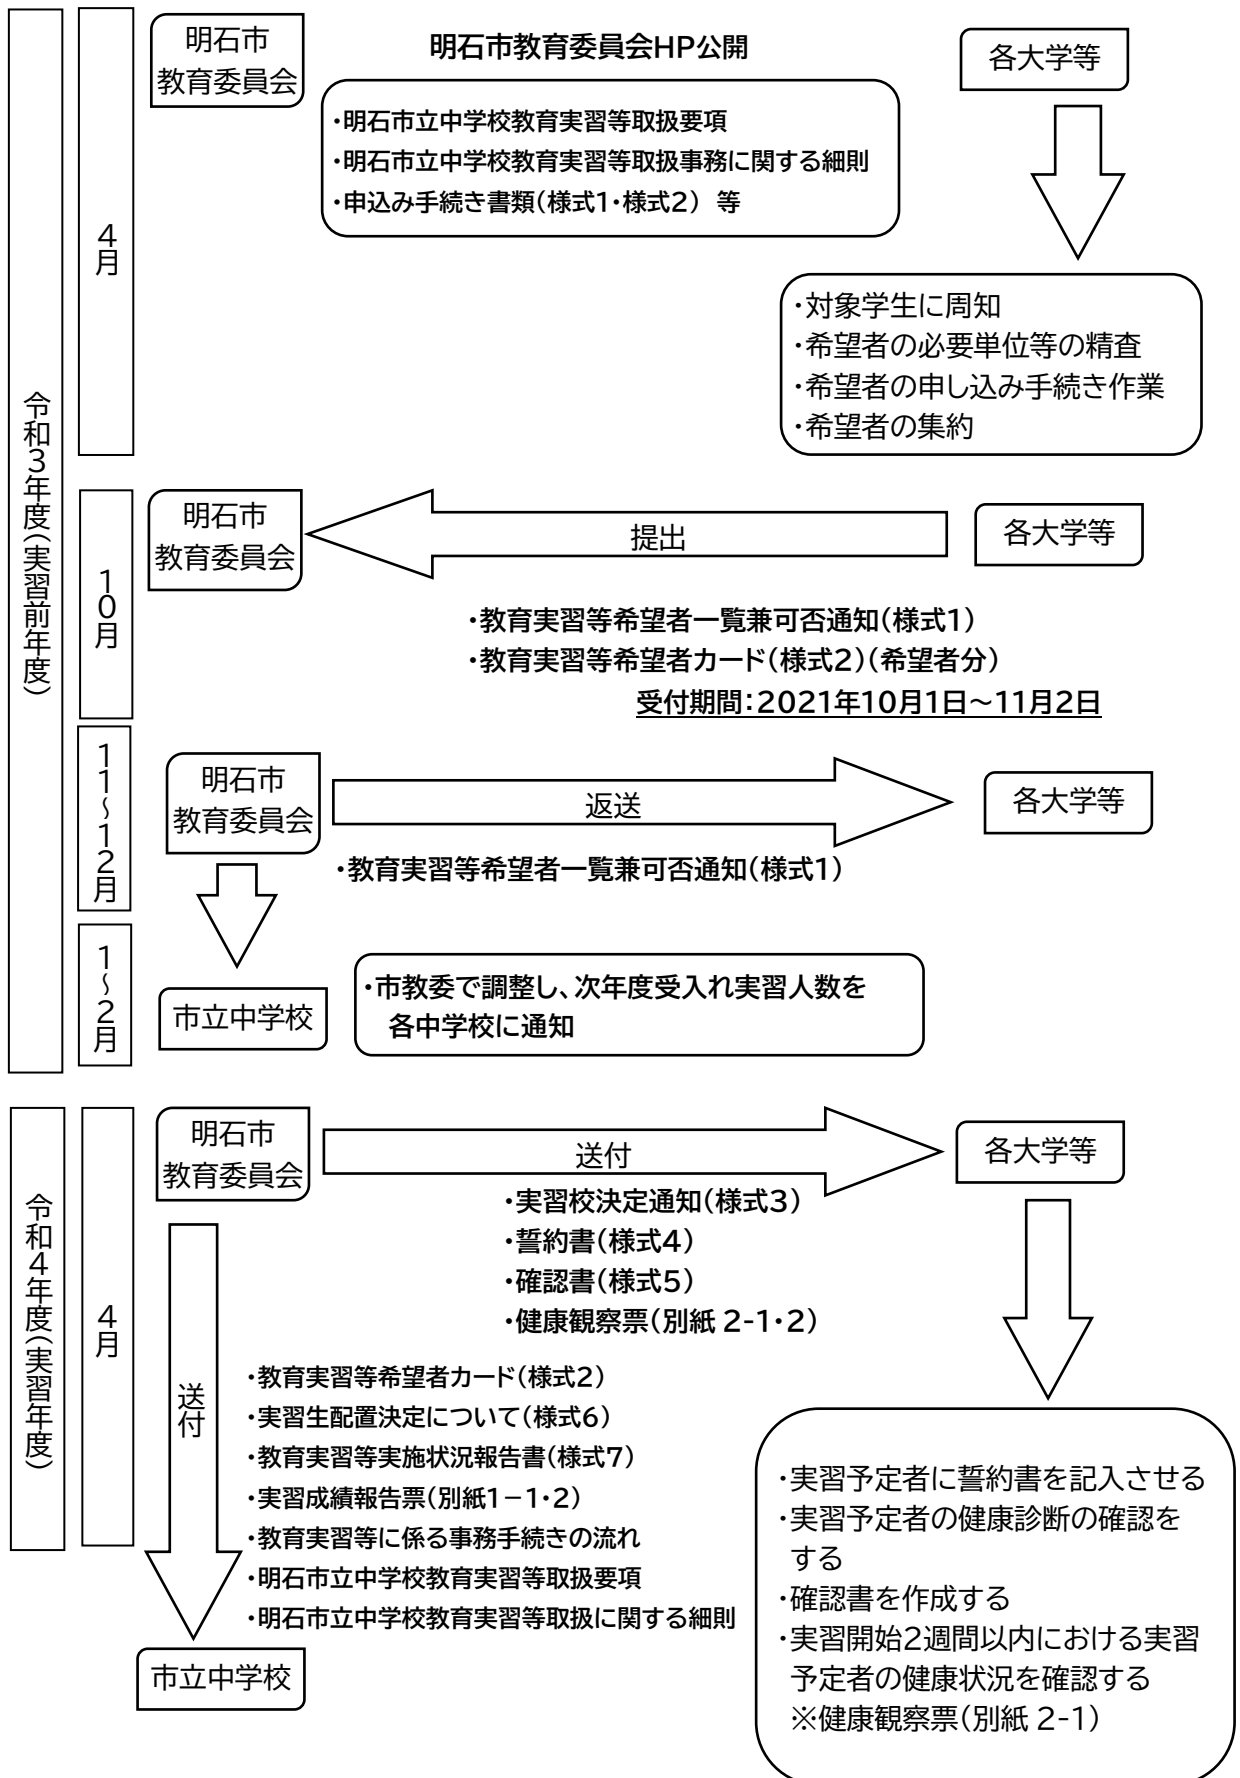 令和3年度(実習前年度)
4月
明石市
教育委員会
明石市教育委員会HP公開
・明石市立中学校教育実習等取扱要項
・明石市立中学校教育実習等取扱事務に関する細則
・申込み手続き書類(様式1・様式2) 等
各大学等
・対象学生に周知
・希望者の必要単位等の精査
・希望者の申し込み手続き作業
・希望者の集約
10月
明石市
教育委員会
提出
各大学等
・教育実習等希望者一覧兼可否通知(様式1)
・教育実習等希望者カード(様式2)(希望者分)
受付期間:2021年10月1日~11月2日
11~12月
明石市
教育委員会
返送
各大学等
・教育実習等希望者一覧兼可否通知(様式1)
1~2月
市立中学校
・市教委で調整し、次年度受入れ実習人数を
各中学校に通知
令和4年度(実習年度)
4月
明石市
教育委員会
送付
各大学等
・実習校決定通知(様式3)
・誓約書(様式4)
・確認書(様式5)
・健康観察票(別紙 2-1・2)
送付
・教育実習等希望者カード(様式2)
・実習生配置決定について(様式6)
・教育実習等実施状況報告書(様式7)
・実習成績報告票(別紙1-1・2)
・教育実習等に係る事務手続きの流れ
・明石市立中学校教育実習等取扱要項
・明石市立中学校教育実習等取扱に関する細則
市立中学校
・実習予定者に誓約書を記入させる
・実習予定者の健康診断の確認を
する
・確認書を作成する
・実習開始2週間以内における実習
予定者の健康状況を確認する
※健康観察票(別紙 2-1)